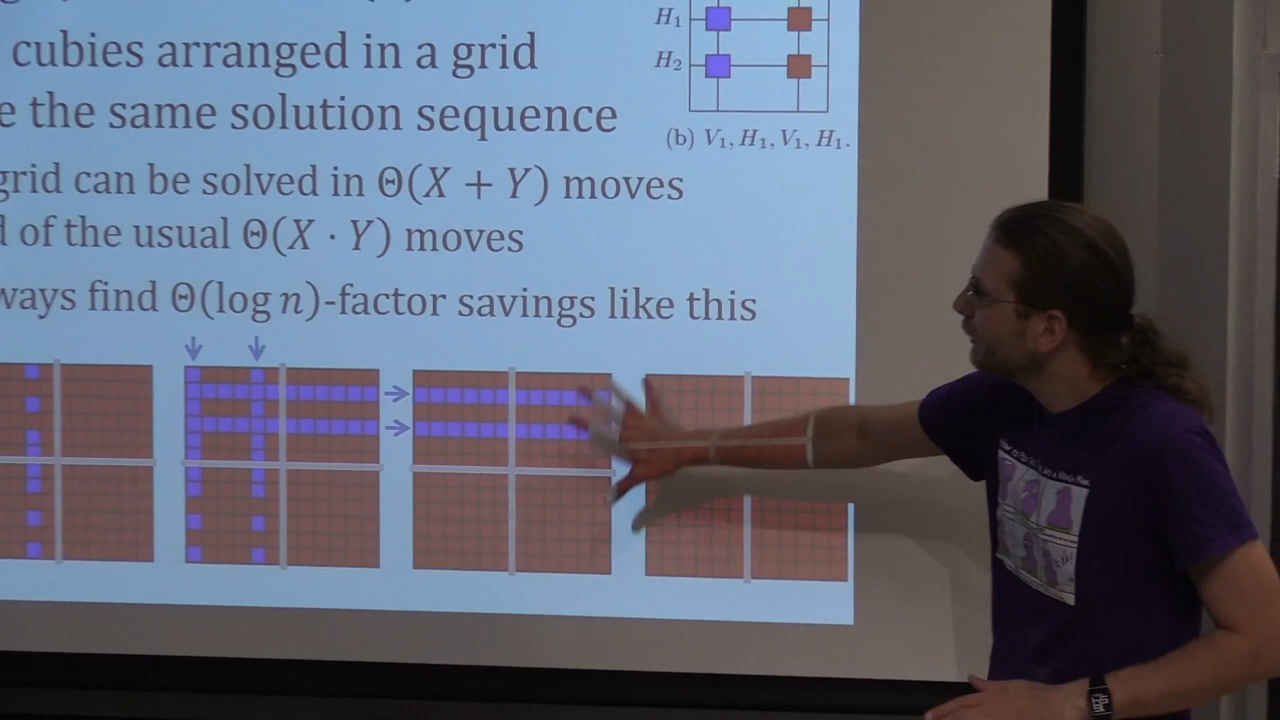 H₁
cubies arranged in a grid
H₂
the same solution sequence
(b) V₁, H₁, V₁, H₁.
grid can be solved in Θ(X + Y) moves
of the usual Θ(X · Y) moves
find Θ(log n)-factor savings like this